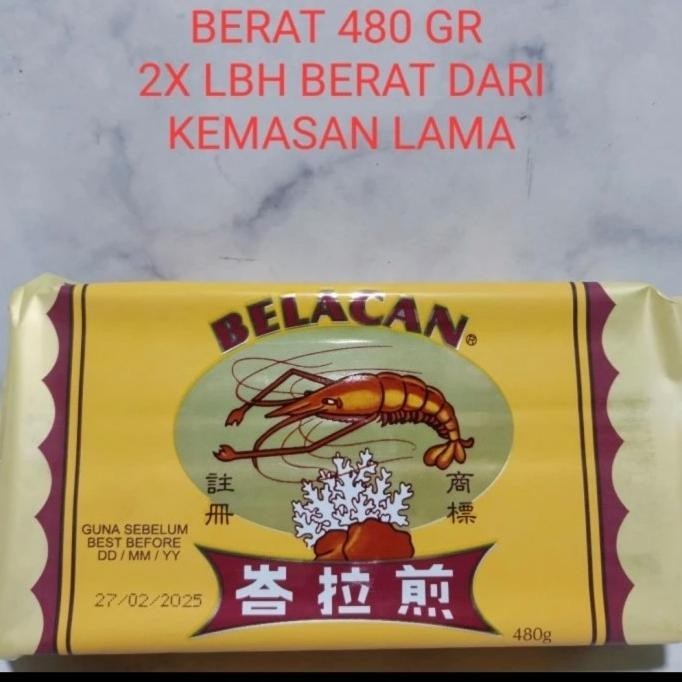 BERAT 480 GR
2X LBH BERAT DARI
KEMASAN LAMA
BELACAN®
註冊
商標
GUNA SEBELUM
BEST BEFORE
DD / MM / YY
27/02/2025
峇拉煎
480g